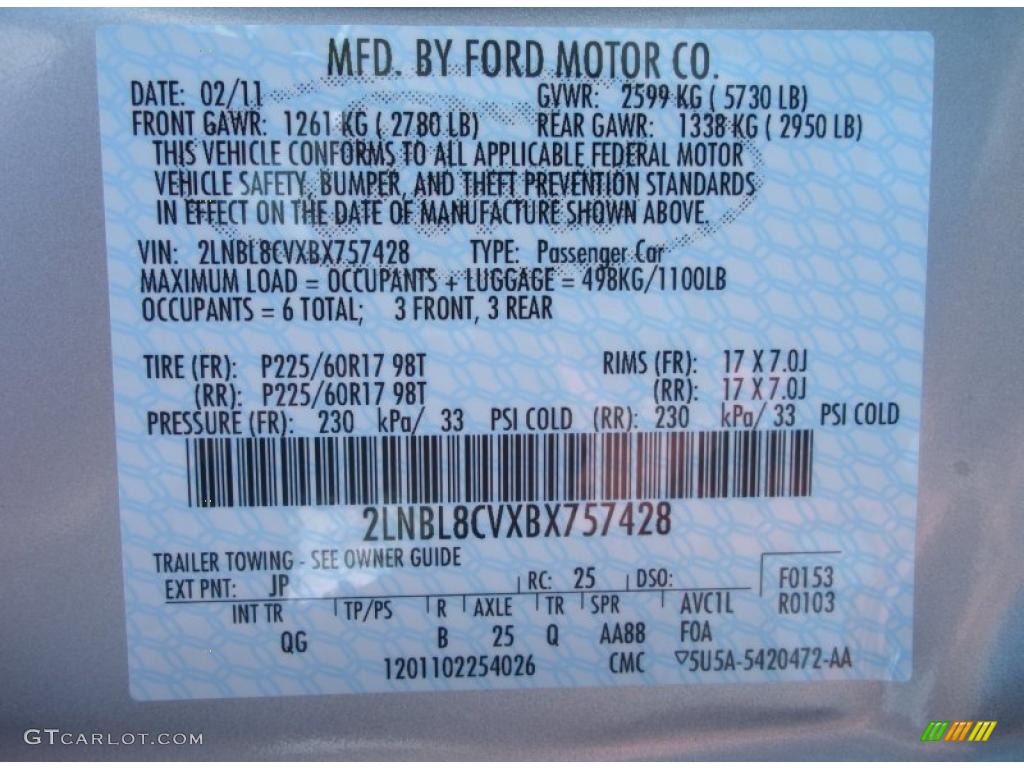 MFD. BY FORD MOTOR CO.
DATE: 02/11 GVWR: 2599 KG ( 5730 LB)
FRONT GAWR: 1261 KG ( 2780 LB) REAR GAWR: 1338 KG ( 2950 LB)
THIS VEHICLE CONFORMS TO ALL APPLICABLE FEDERAL MOTOR
VEHICLE SAFETY, BUMPER, AND THEFT PREVENTION STANDARDS
IN EFFECT ON THE DATE OF MANUFACTURE SHOWN ABOVE.
VIN: 2LNBL8CVXBX757428 TYPE: Passenger Car
MAXIMUM LOAD = OCCUPANTS + LUGGAGE = 498KG/1100LB
OCCUPANTS = 6 TOTAL; 3 FRONT, 3 REAR
TIRE (FR): P225/60R17 98T RIMS (FR): 17 X 7.0J
(RR): P225/60R17 98T (RR): 17 X 7.0J
PRESSURE (FR): 230 kPa/ 33 PSI COLD (RR): 230 kPa/ 33 PSI COLD
2LNBL8CVXBX757428
TRAILER TOWING - SEE OWNER GUIDE
EXT PNT: JP RC: 25 DSO: F0153
INT TR TP/PS R AXLE TR SPR AVC1L R0103
QG B 25 Q AA88 F0A
1201102254026 CMC ▽5U5A-5420472-AA
GTCARLOT.COM